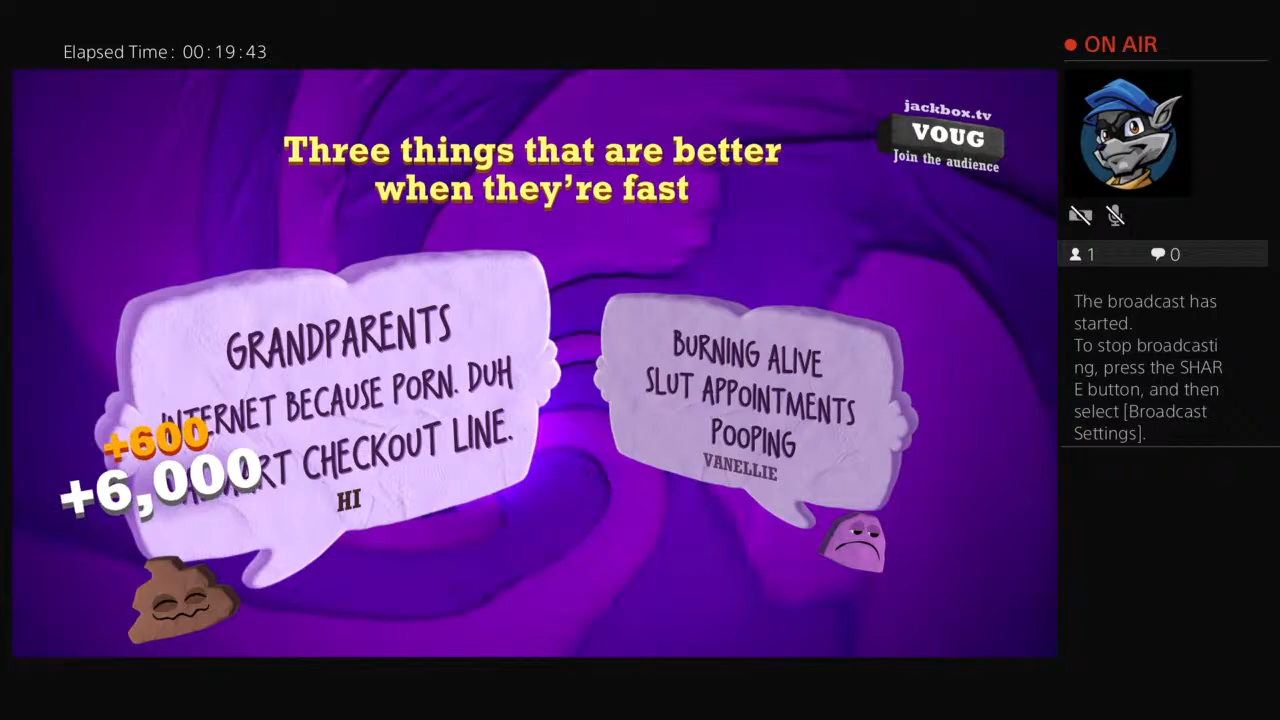 Elapsed Time: 00:19:43
ON AIR
jackbox.tv
VOUG
Join the audience
Three things that are better
when they're fast
GRANDPARENTS
INTERNET BECAUSE PORN. DUH
CHECKOUT LINE.
HI
+600
+6,000
BURNING ALIVE
SLUT APPOINTMENTS
POOPING
VANELLIE
1
0
The broadcast has
started.
To stop broadcasti
ng, press the SHAR
E button, and then
select [Broadcast
Settings].